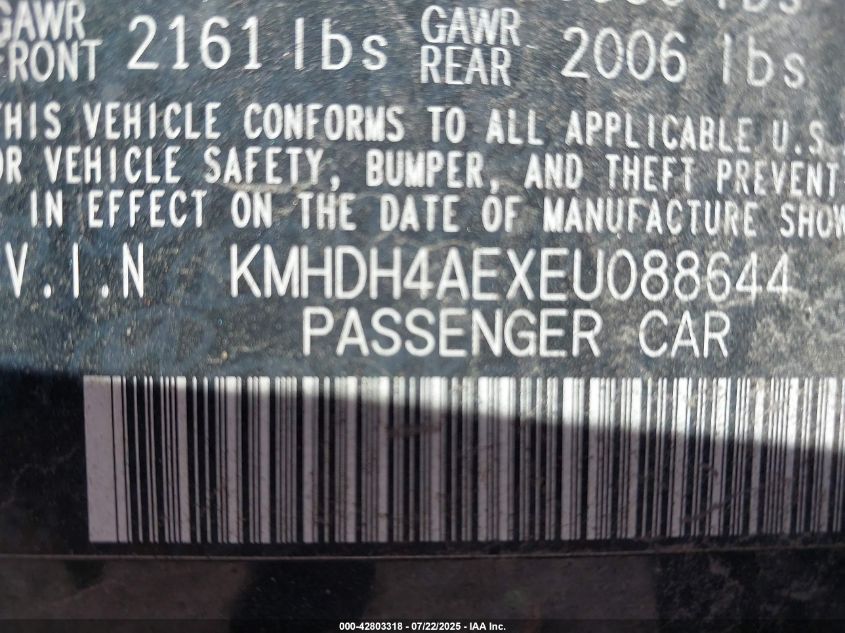 GAWR FRONT 2161 lbs GAWR REAR 2006 lbs
THIS VEHICLE CONFORMS TO ALL APPLICABLE U.S.
OR VEHICLE SAFETY, BUMPER, AND THEFT PREVENT
IN EFFECT ON THE DATE OF MANUFACTURE SHOW
V.I.N KMHDH4AEXEU088644
PASSENGER CAR
000-42803318 - 07/22/2025 - IAA Inc.